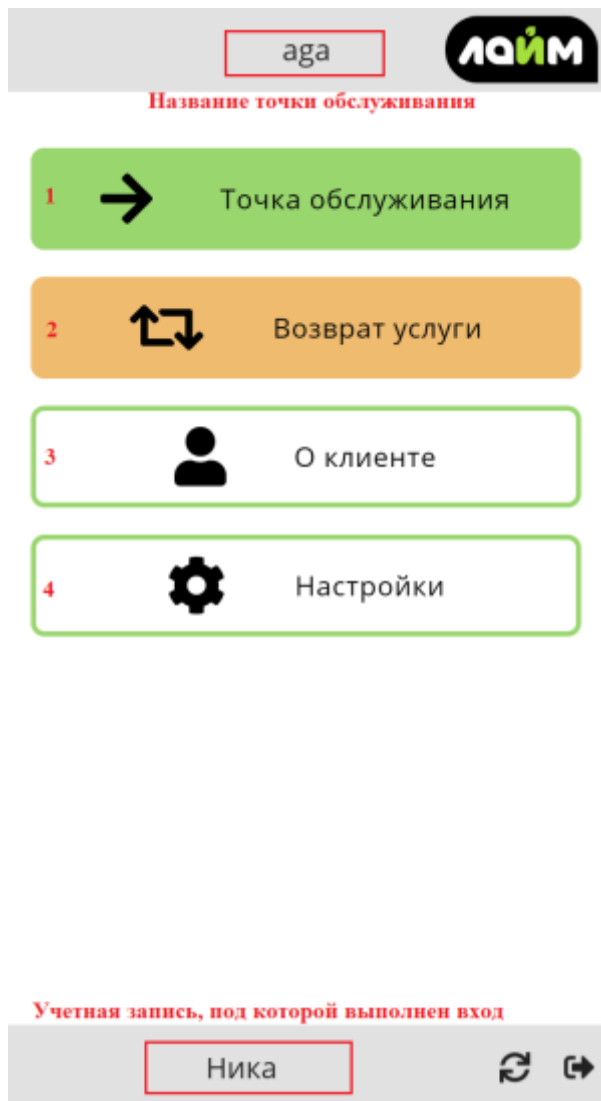 aga
лайм
Название точки обслуживания
1 Точка обслуживания
2 Возврат услуги
3 О клиенте
4 Настройки
Учетная запись, под которой выполнен вход
Ника